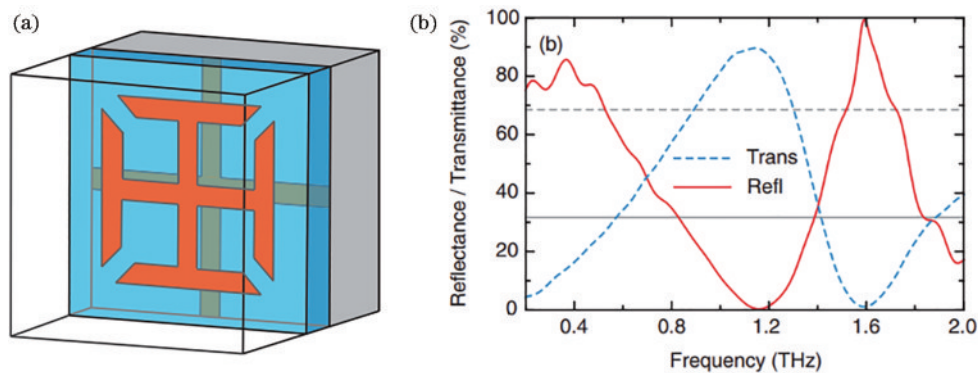 (a)
(b)
(b)
Reflectance / Transmittance (%)
100
80
60
40
20
0
Trans
Refl
0.4
0.8
1.2
1.6
2.0
Frequency (THz)